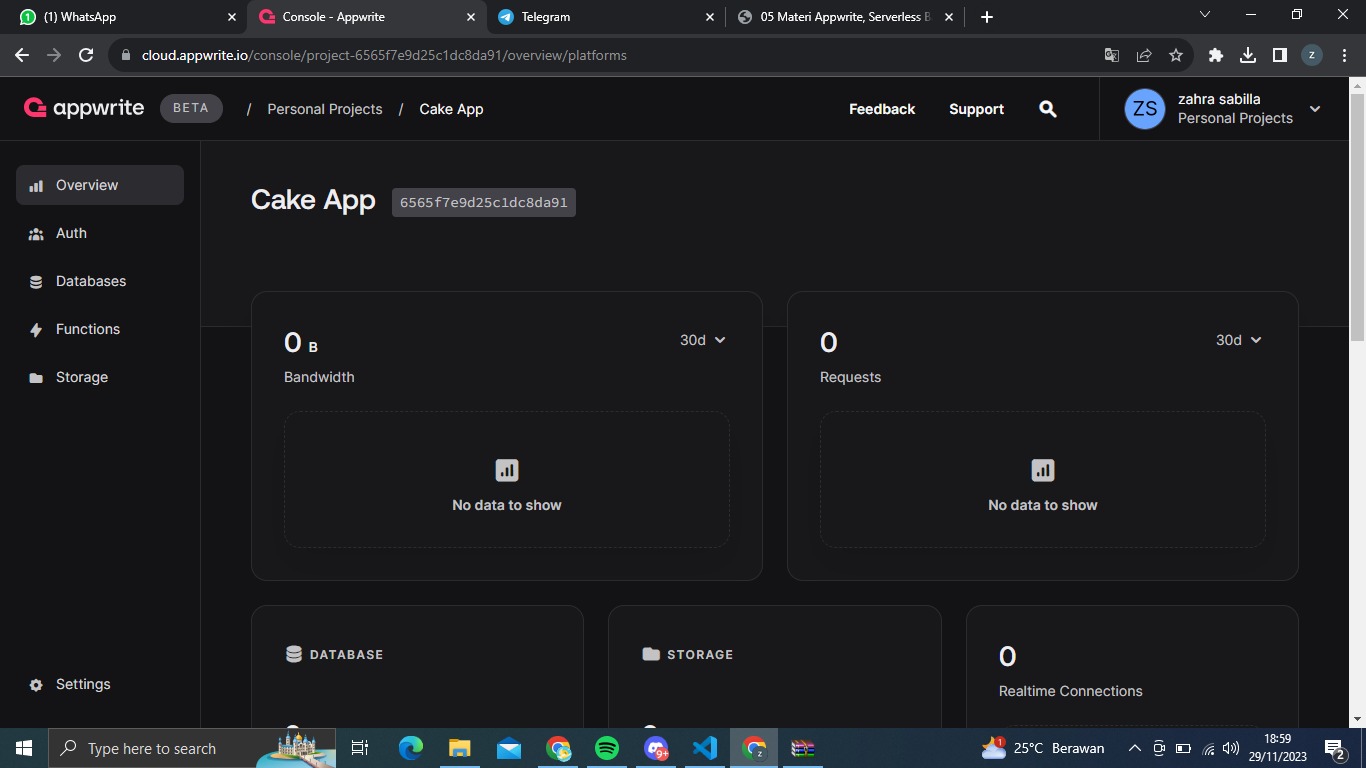 (1) WhatsApp
Console - Appwrite
Telegram
05 Materi Appwrite, Serverless B
cloud.appwrite.io/console/project-6565f7e9d25c1dc8da91/overview/platforms
z
appwrite
BETA
/ Personal Projects / Cake App
Feedback
Support
ZS
zahra sabilla
Personal Projects
Overview
Auth
Databases
Functions
Storage
Settings
Cake App
6565f7e9d25c1dc8da91
0 B
30d
Bandwidth
No data to show
0
30d
Requests
No data to show
DATABASE
STORAGE
0
Realtime Connections
Type here to search
9+
z
1
25°C Berawan
18:59
29/11/2023
2